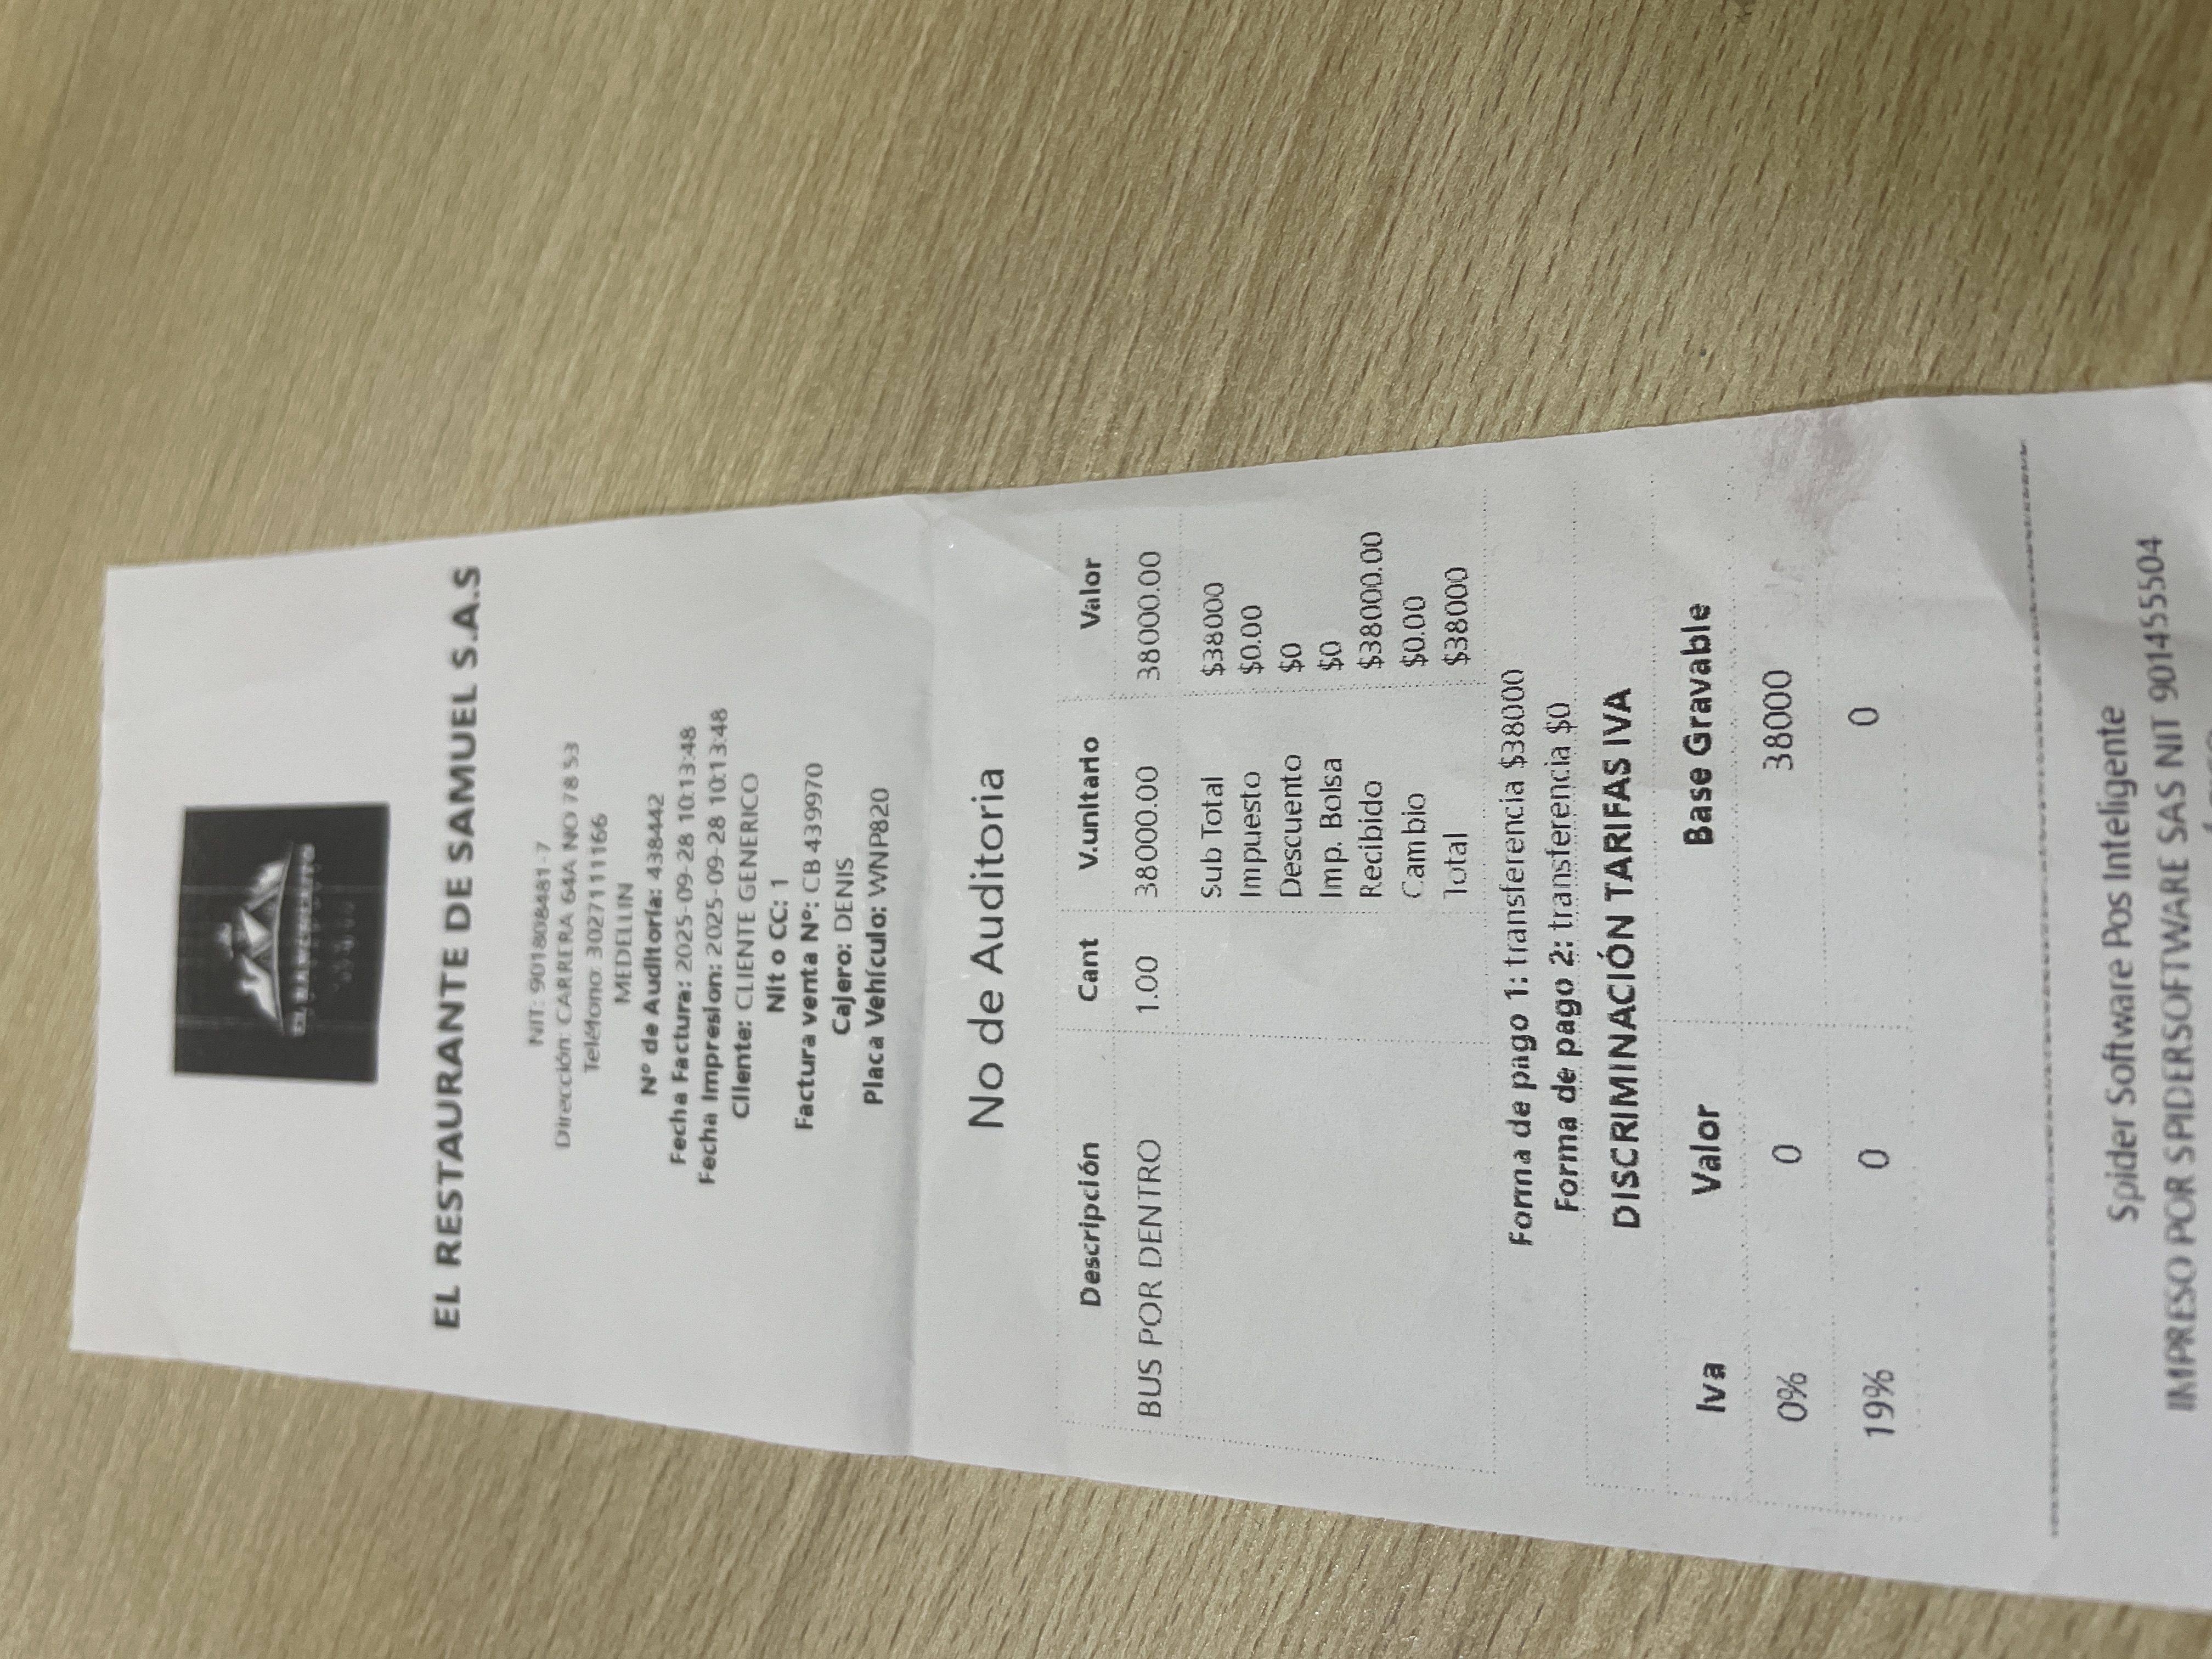 EL RESTAURANTE DE SAMUEL S.A.S
NIT: 901808481-7
Dirección: CARRERA 64A NO 78 53
Teléfono: 3027111166
MEDELLIN
Nº de Auditoría: 438442
Fecha Factura: 2025-09-28 10:13:48
Fecha Impresion: 2025-09-28 10:13:48
Cliente: CLIENTE GENERICO
Nit o CC: 1
Factura venta Nº: CB 439970
Cajero: DENIS
Placa Vehículo: WNP820
No de Auditoria
Descripción Cant V.unitario Valor
BUS POR DENTRO 1.00 38000.00 38000.00
Sub Total $38000
Impuesto $0.00
Descuento $0
Imp. Bolsa $0
Recibido $38000.00
Cambio $0.00
Total $38000
Forma de pago 1: transferencia $38000
Forma de pago 2: transferencia $0
DISCRIMINACIÓN TARIFAS IVA
Iva Valor Base Gravable
0% 0 38000
19% 0 0
Spider Software Pos Inteligente
IMPRESO POR SPIDERSOFTWARE SAS NIT 901455504